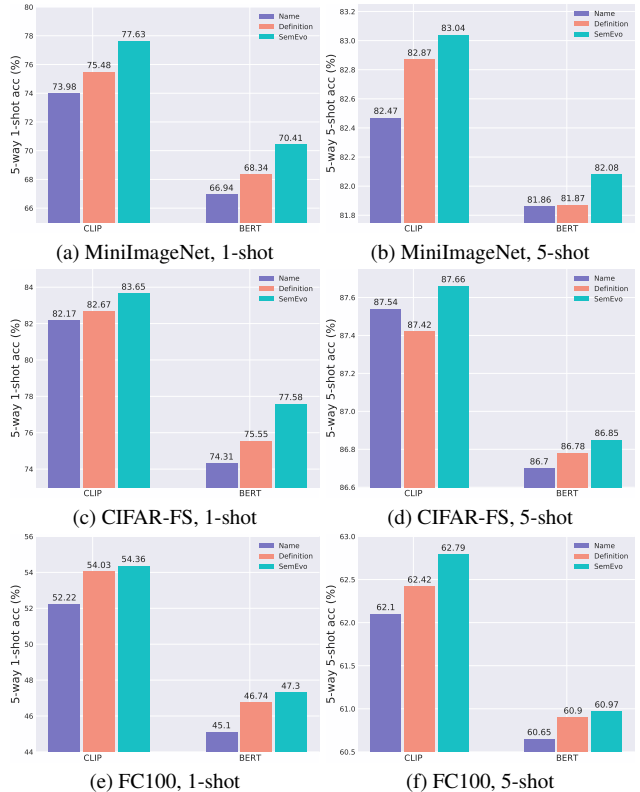 80
78
76
74
72
70
68
66
5-way 1-shot acc (%)
73.98
75.48
77.63
66.94
68.34
70.41
CLIP
BERT
Name
Definition
SemEvo
(a) MiniImageNet, 1-shot
83.2
83.0
82.8
82.6
82.4
82.2
82.0
81.8
5-way 5-shot acc (%)
82.47
82.87
83.04
81.86
81.87
82.08
CLIP
BERT
Name
Definition
SemEvo
(b) MiniImageNet, 5-shot
84
82
80
78
76
74
5-way 1-shot acc (%)
82.17
82.67
83.65
74.31
75.55
77.58
CLIP
BERT
Name
Definition
SemEvo
(c) CIFAR-FS, 1-shot
87.6
87.4
87.2
87.0
86.8
86.6
5-way 5-shot acc (%)
87.54
87.42
87.66
86.7
86.78
86.85
CLIP
BERT
Name
Definition
SemEvo
(d) CIFAR-FS, 5-shot
56
54
52
50
48
46
44
5-way 1-shot acc (%)
52.22
54.03
54.36
45.1
46.74
47.3
CLIP
BERT
Name
Definition
SemEvo
(e) FC100, 1-shot
63.0
62.5
62.0
61.5
61.0
60.5
5-way 5-shot acc (%)
62.1
62.42
62.79
60.65
60.9
60.97
CLIP
BERT
Name
Definition
SemEvo
(f) FC100, 5-shot